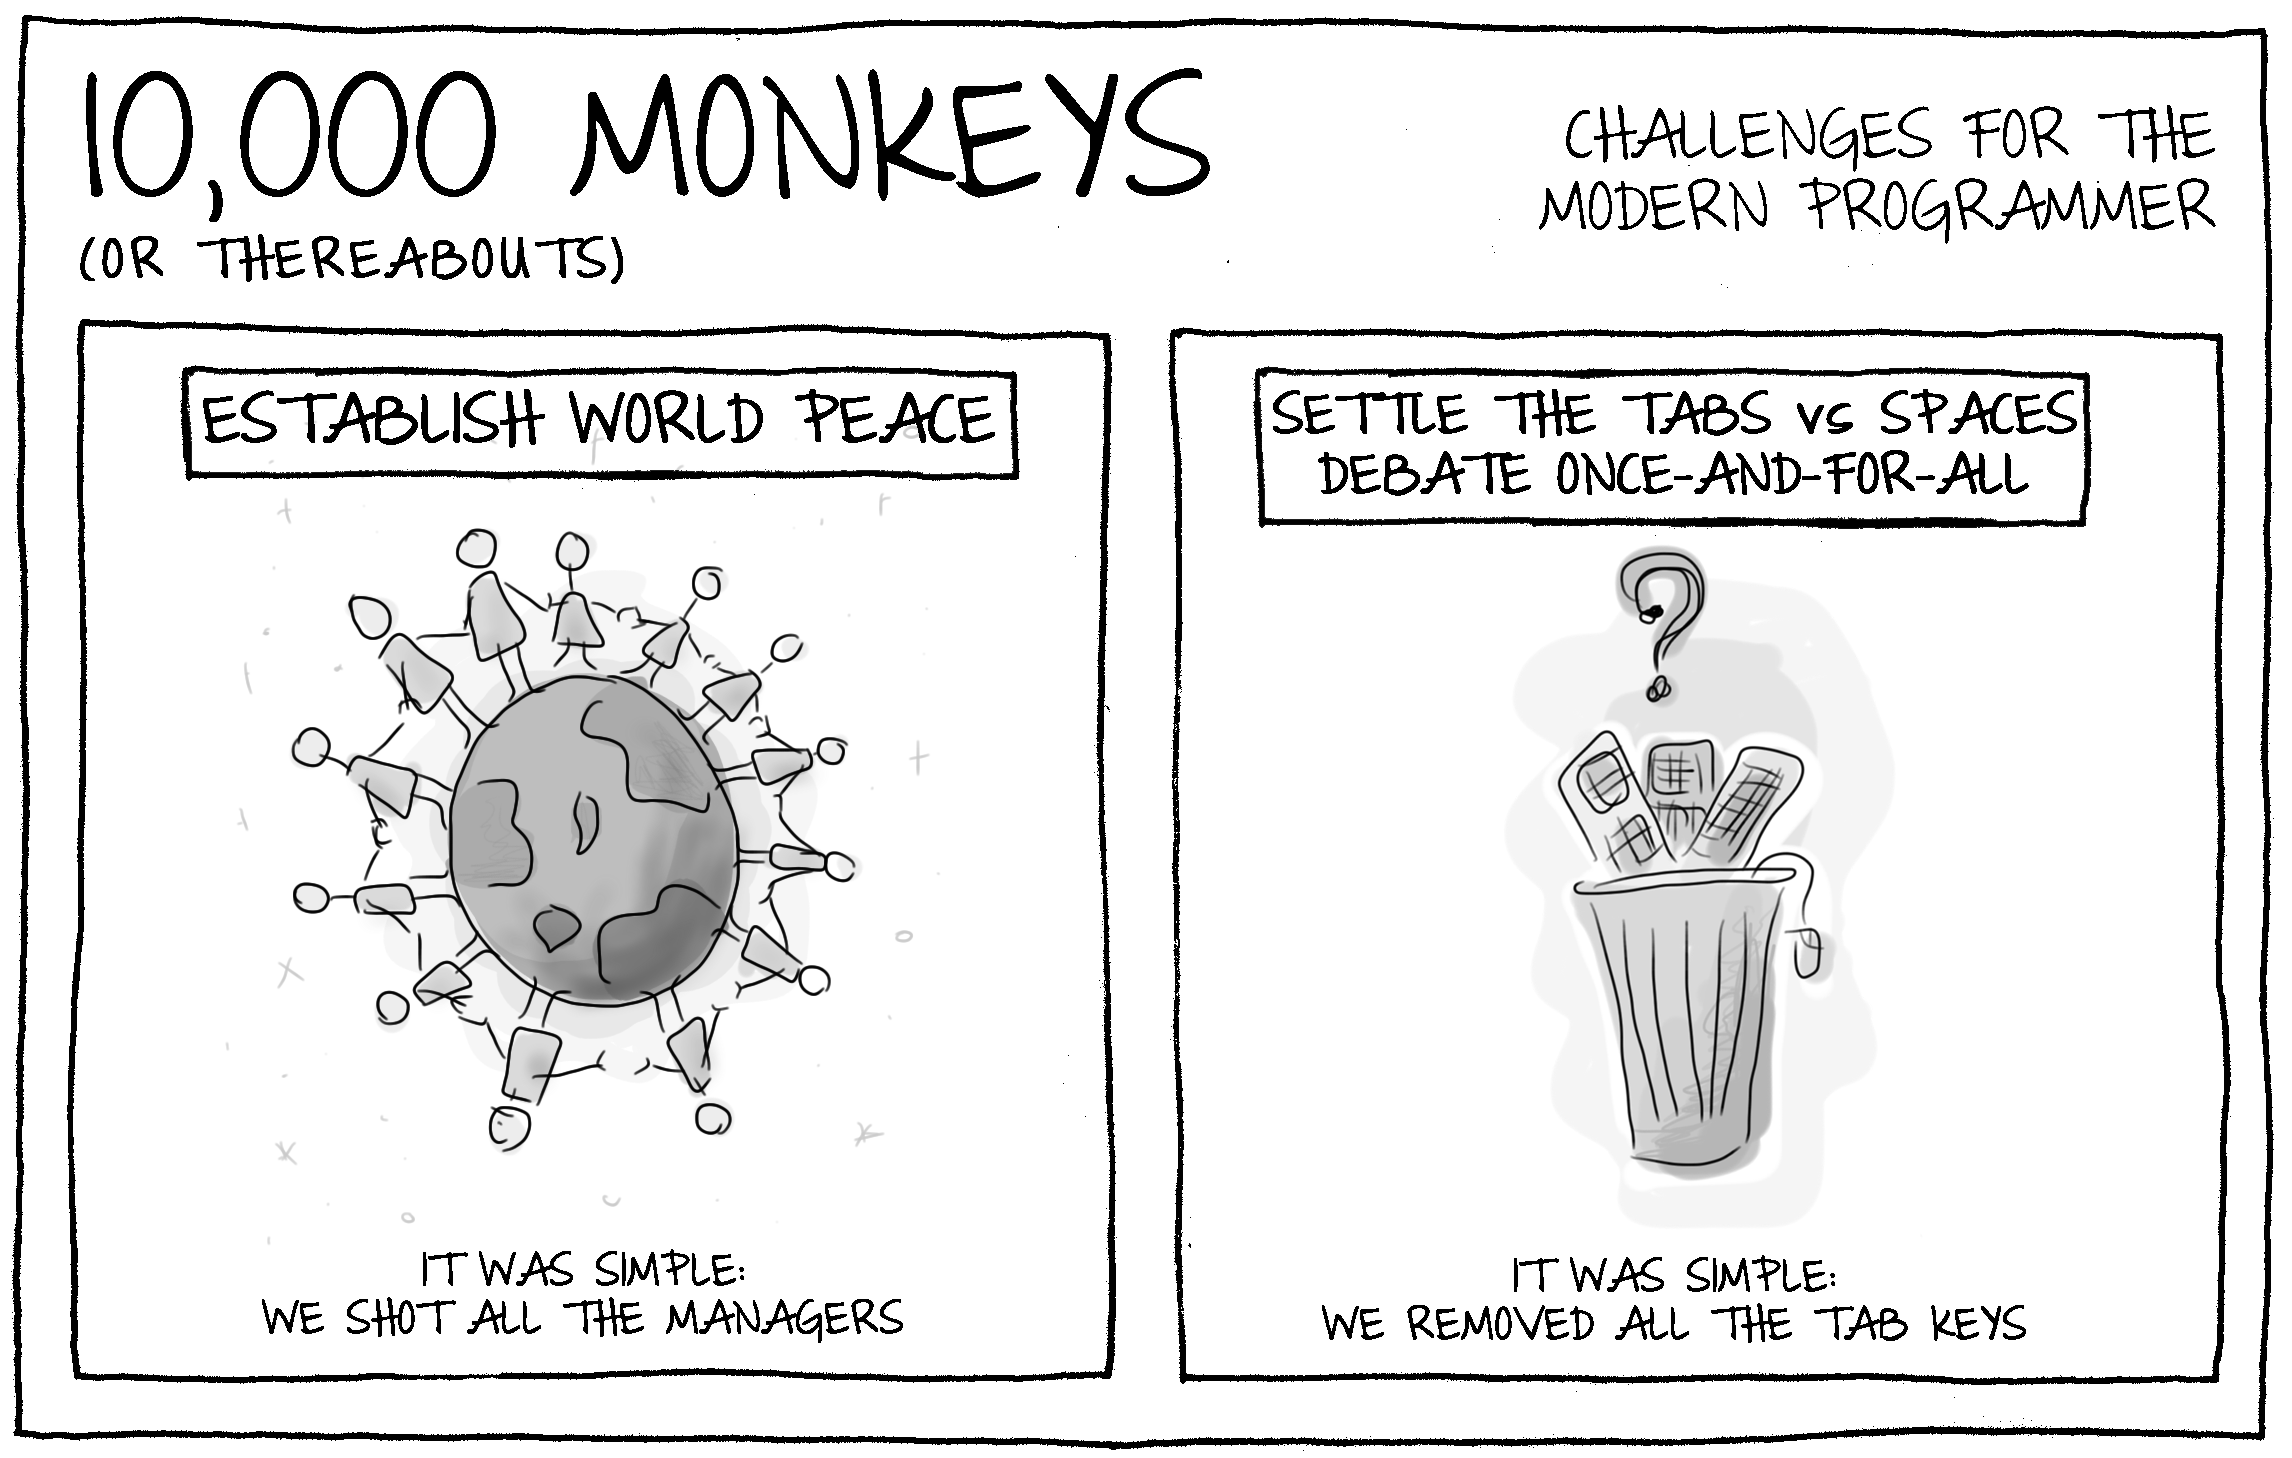 10,000 MONKEYS
(OR THEREABOUTS)
CHALLENGES FOR THE
MODERN PROGRAMMER
ESTABLISH WORLD PEACE
IT WAS SIMPLE:
WE SHOT ALL THE MANAGERS
SETTLE THE TABS vs SPACES
DEBATE ONCE-AND-FOR-ALL
?
IT WAS SIMPLE:
WE REMOVED ALL THE TAB KEYS